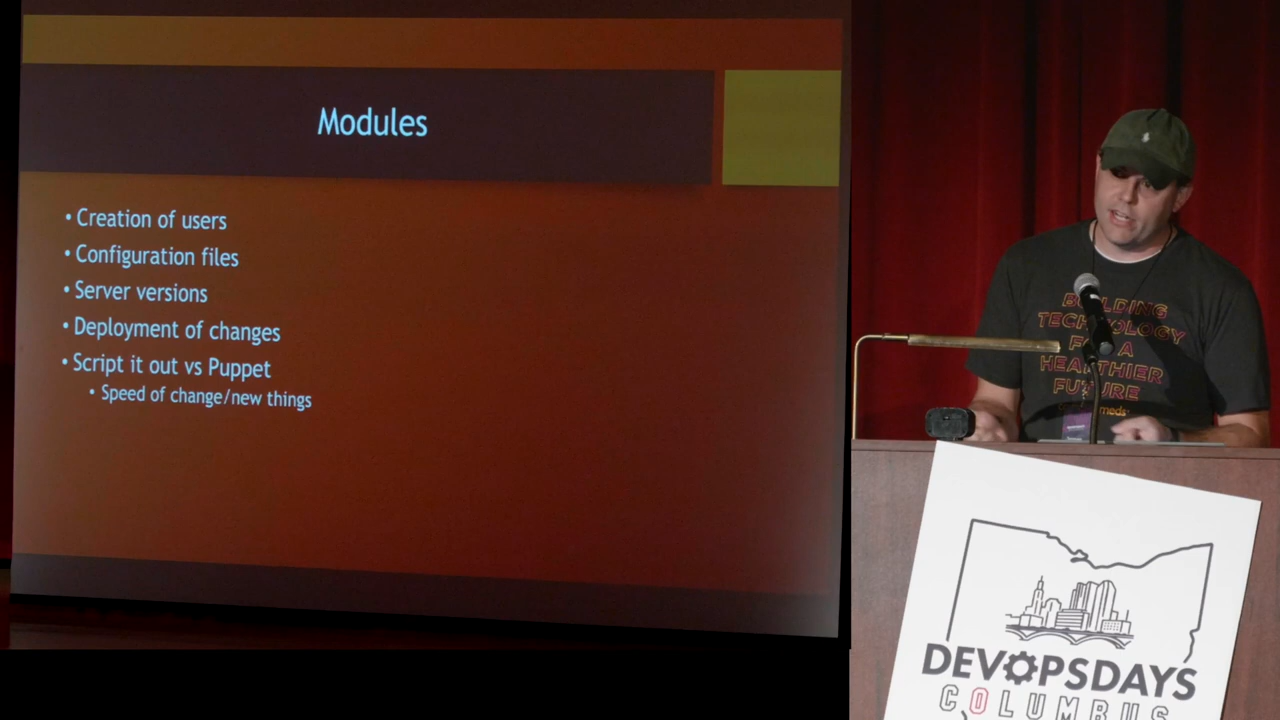 Modules
• Creation of users
• Configuration files
• Server versions
• Deployment of changes
• Script it out vs Puppet
• Speed of change/new things
BUILDING
TECHNOLOGY
FOR A
HEALTHIER
FUTURE
meds
DEVOPSDAYS
COLUMBUS